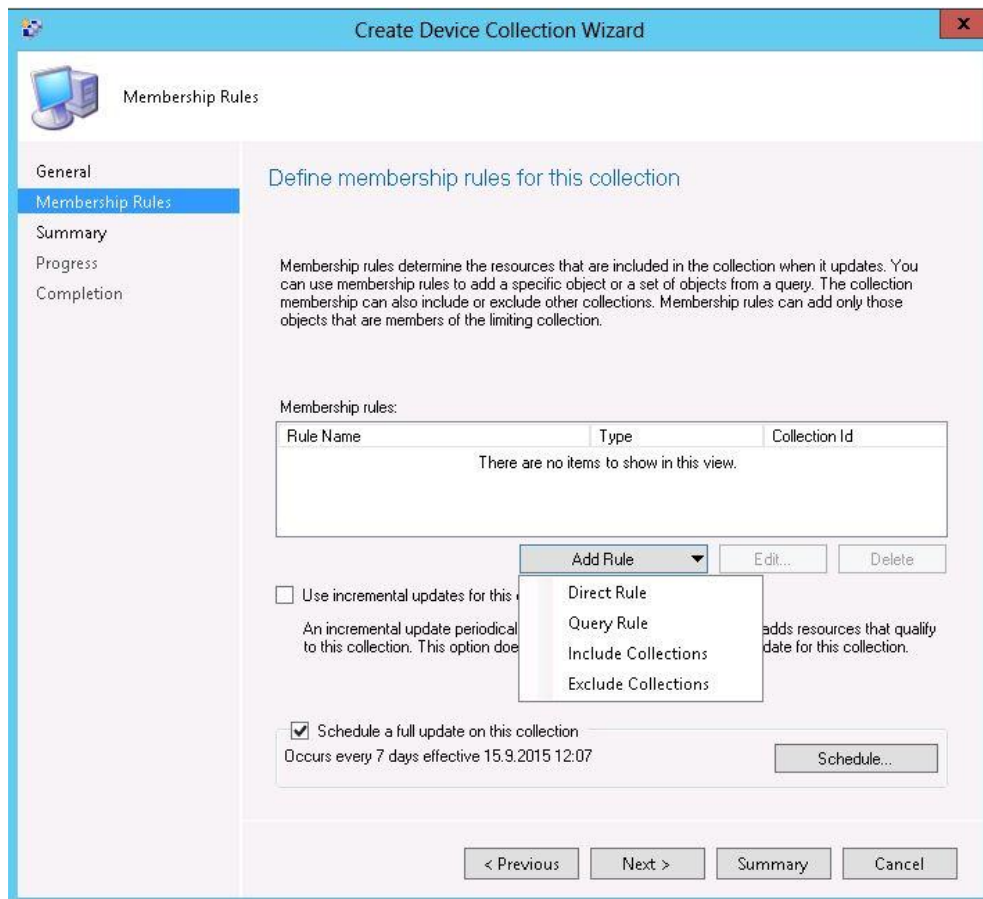 Create Device Collection Wizard
X
Membership Rules
General
Membership Rules
Summary
Progress
Completion
Define membership rules for this collection
Membership rules determine the resources that are included in the collection when it updates. You
can use membership rules to add a specific object or a set of objects from a query. The collection
membership can also include or exclude other collections. Membership rules can add only those
objects that are members of the limiting collection.
Membership rules:
Rule Name Type Collection Id
There are no items to show in this view.
Add Rule Edit... Delete
Use incremental updates for this
Direct Rule
Query Rule
Include Collections
Exclude Collections
An incremental update periodical adds resources that qualify
to this collection. This option doe date for this collection.
Schedule a full update on this collection
Occurs every 7 days effective 15.9.2015 12:07
Schedule...
< Previous Next > Summary Cancel